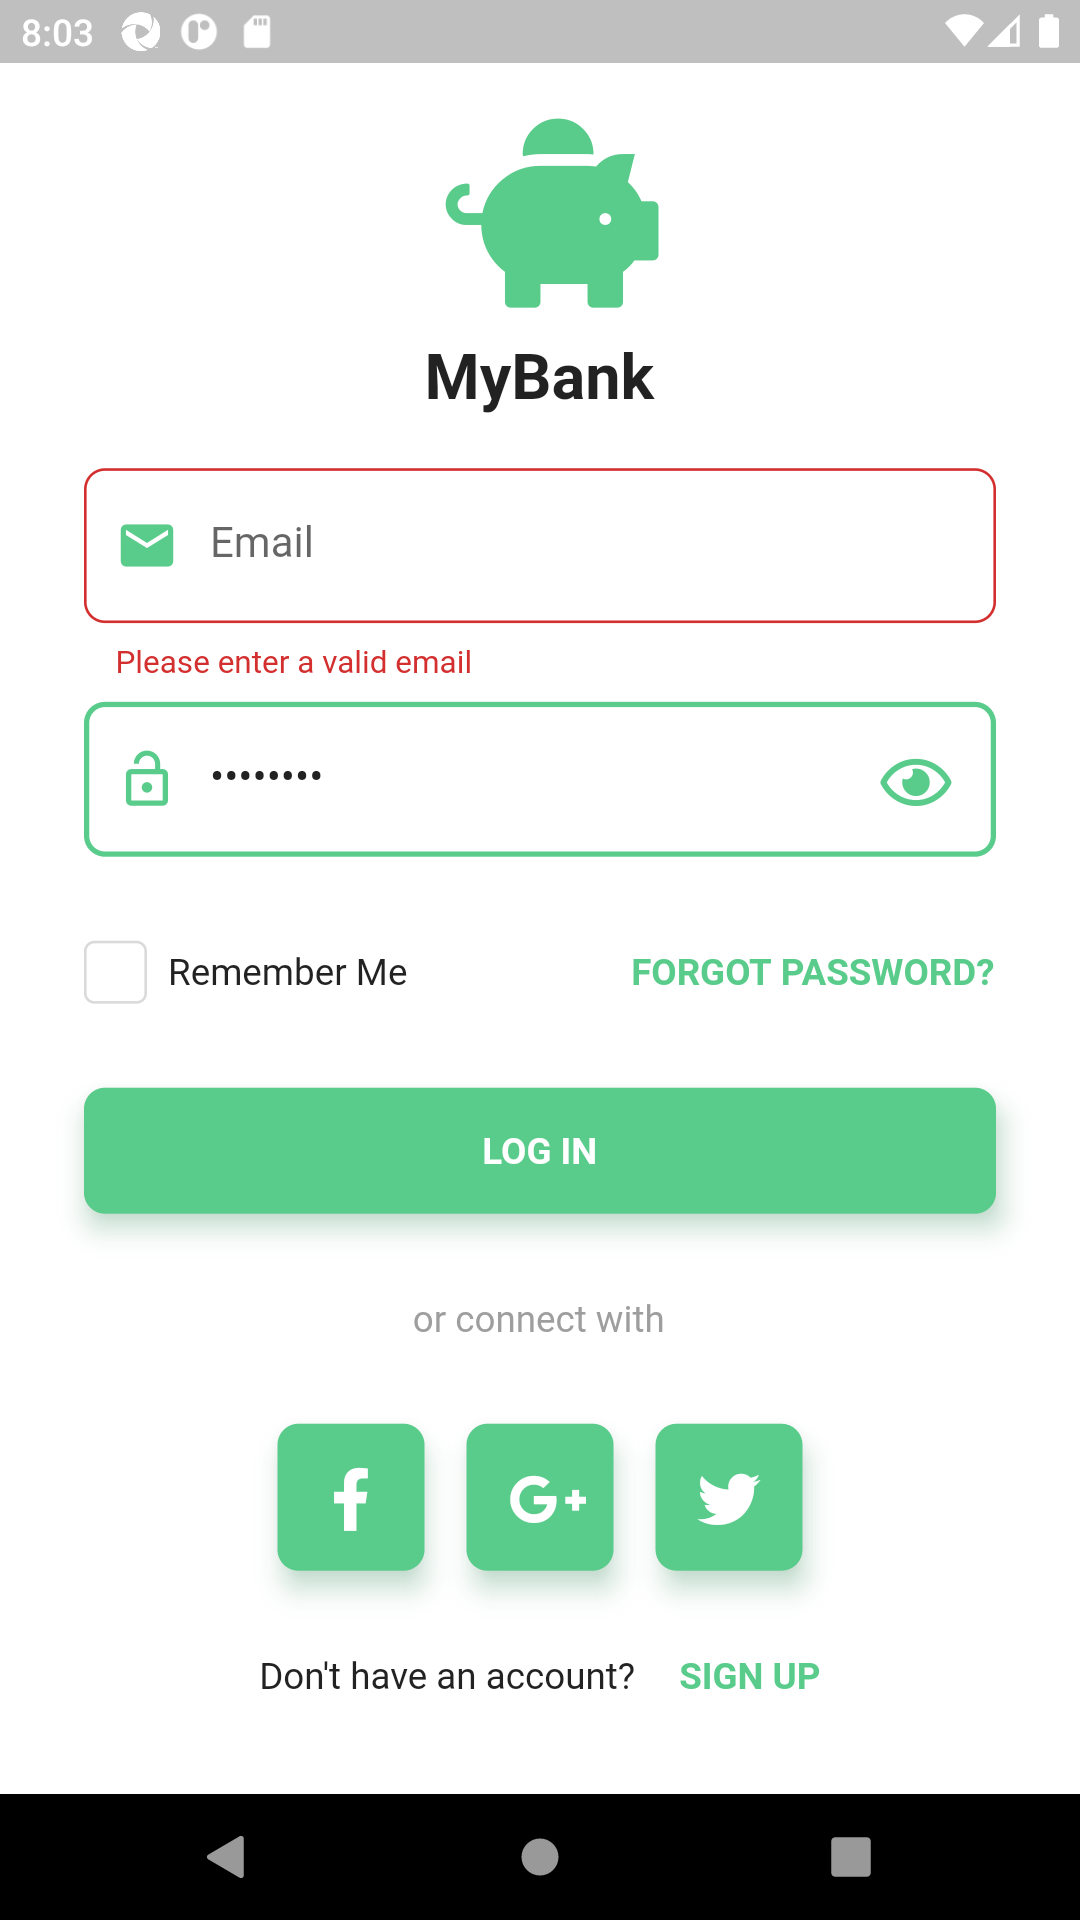 8:03
MyBank
Email
Please enter a valid email
••••••••
Remember Me
FORGOT PASSWORD?
LOG IN
or connect with
G+
Don't have an account? SIGN UP